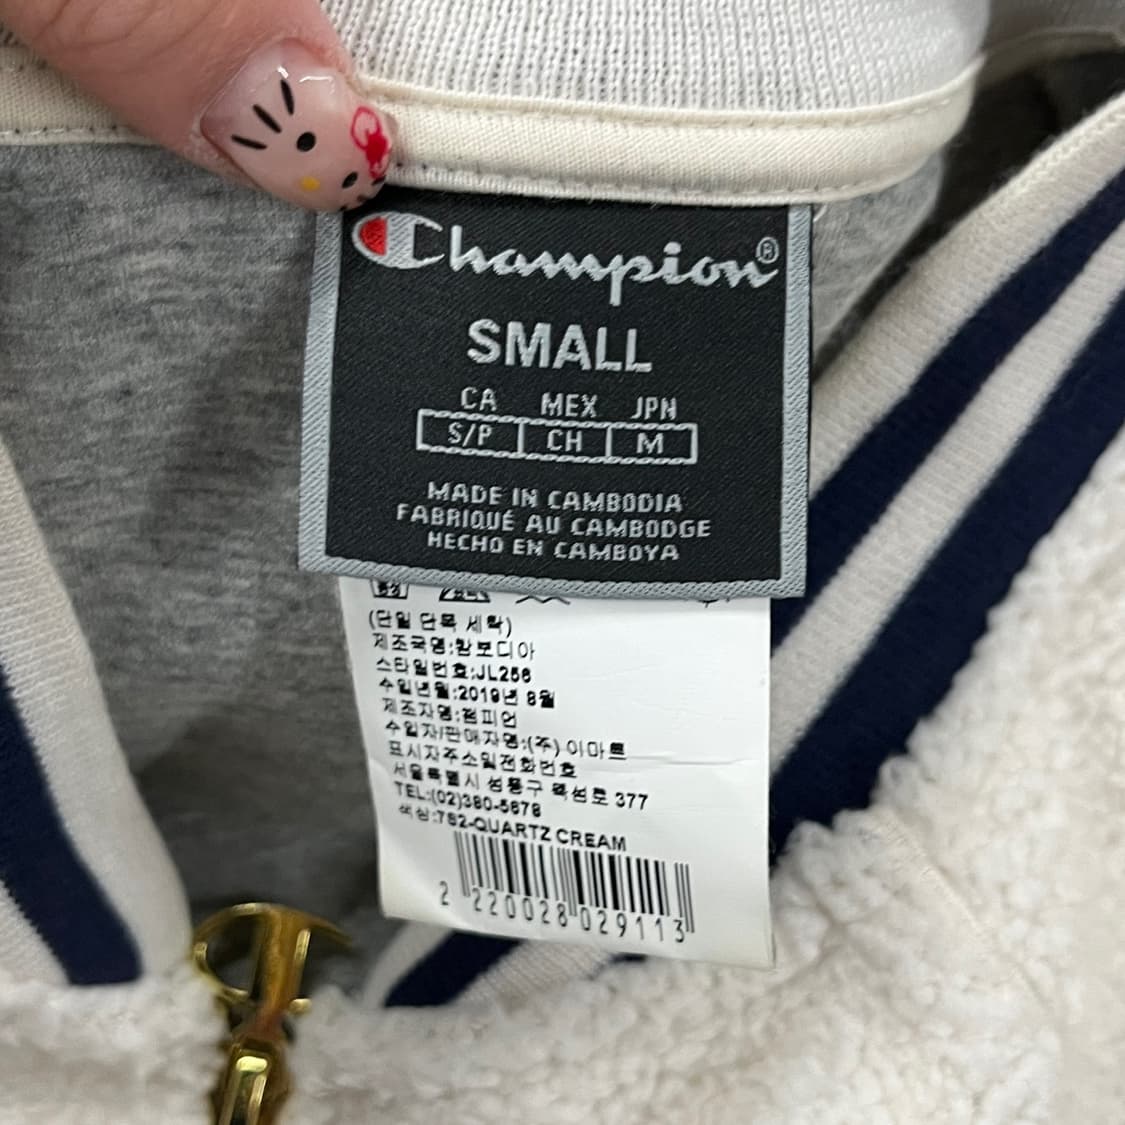 Champion®
SMALL
CA MEX JPN
S/P CH M
MADE IN CAMBODIA
FABRIQUÉ AU CAMBODGE
HECHO EN CAMBOYA
(단일 단독 세탁)
제조국명:캄보디아
스타일번호:JL256
수입년월:2019년 8월
제조자명:챔피언
수입자/판매자명:(주)이마트
표시자주소및전화번호
서울특별시 성동구 뚝섬로 377
TEL:(02)380-5678
색상:782-QUARTZ CREAM
2 220028 029113